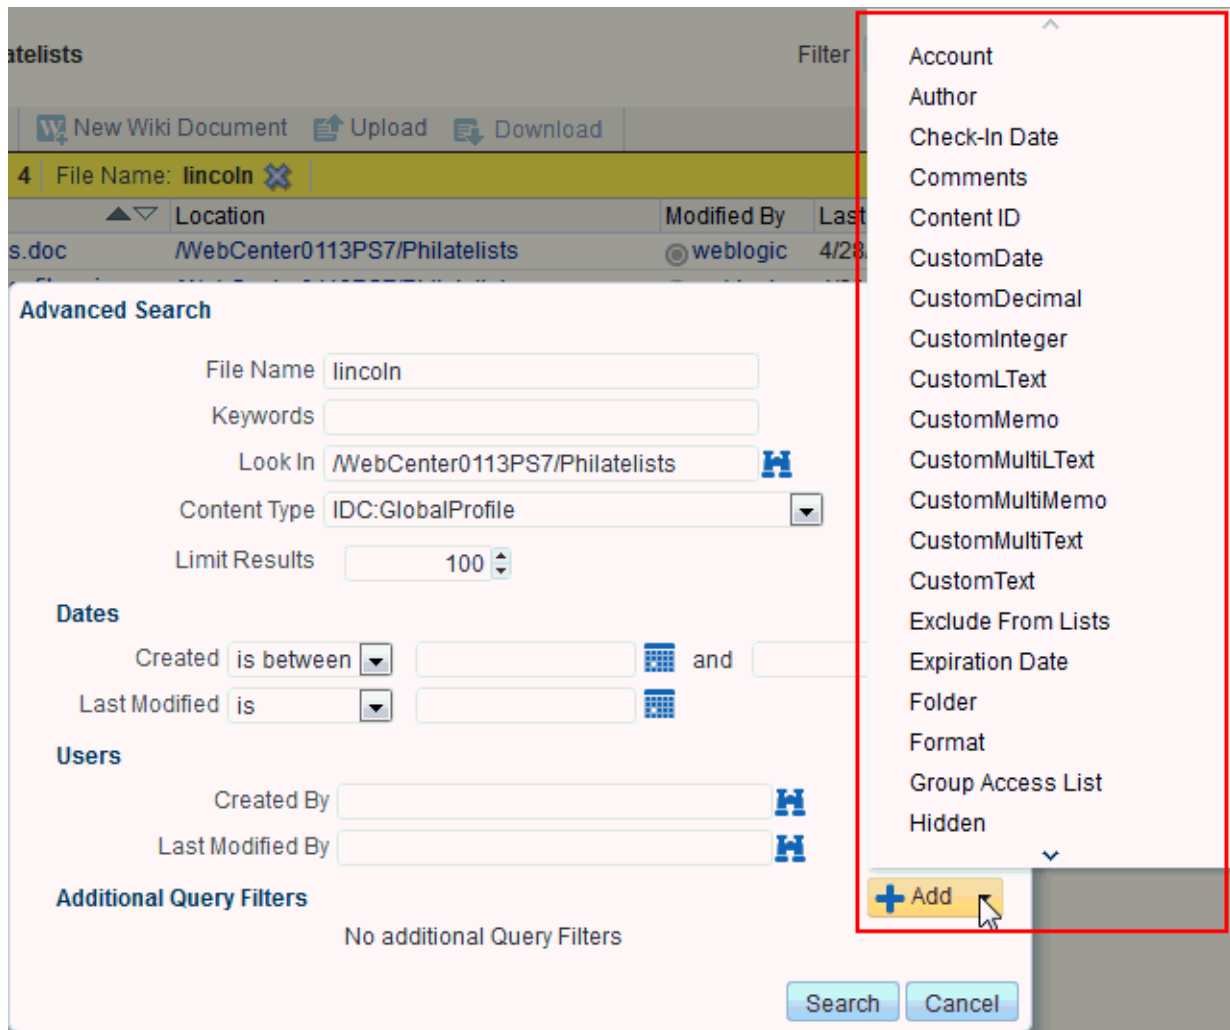 atelists
Filter
New Wiki Document Upload Download
4 File Name: lincoln
Location Modified By Last
s.doc /WebCenter0113PS7/Philatelists weblogic 4/28
Advanced Search
File Name lincoln
Keywords
Look In /WebCenter0113PS7/Philatelists
Content Type IDC:GlobalProfile
Limit Results 100
Dates
Created is between and
Last Modified is
Users
Created By
Last Modified By
Additional Query Filters
No additional Query Filters
Search Cancel
Account
Author
Check-In Date
Comments
Content ID
CustomDate
CustomDecimal
CustomInteger
CustomLText
CustomMemo
CustomMultiLText
CustomMultiMemo
CustomMultiText
CustomText
Exclude From Lists
Expiration Date
Folder
Format
Group Access List
Hidden
Add